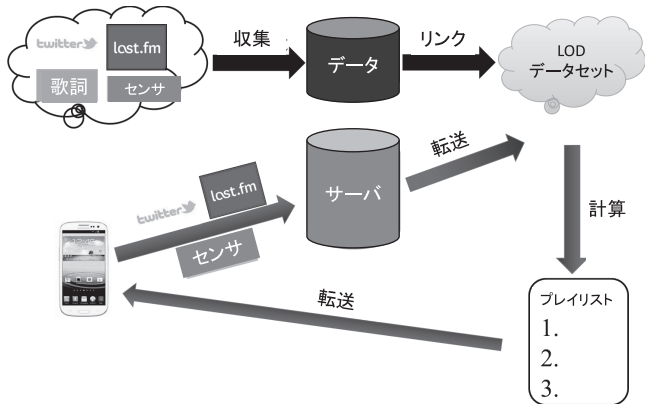 twitter
last.fm
歌詞
センサ
収集
データ
リンク
LOD
データセット
twitter
last.fm
センサ
サーバ
転送
計算
転送
プレイリスト
1.
2.
3.